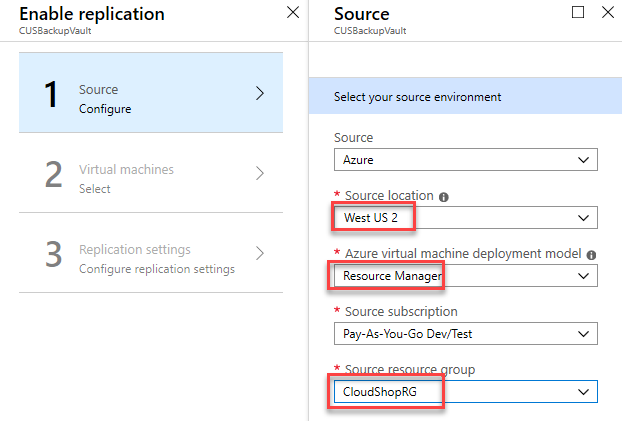 Enable replication
CUSBackupVault
1
Source
Configure
2
Virtual machines
Select
3
Replication settings
Configure replication settings
Source
CUSBackupVault
Select your source environment
Source
Azure
* Source location
West US 2
* Azure virtual machine deployment model
Resource Manager
* Source subscription
Pay-As-You-Go Dev/Test
* Source resource group
CloudShopRG